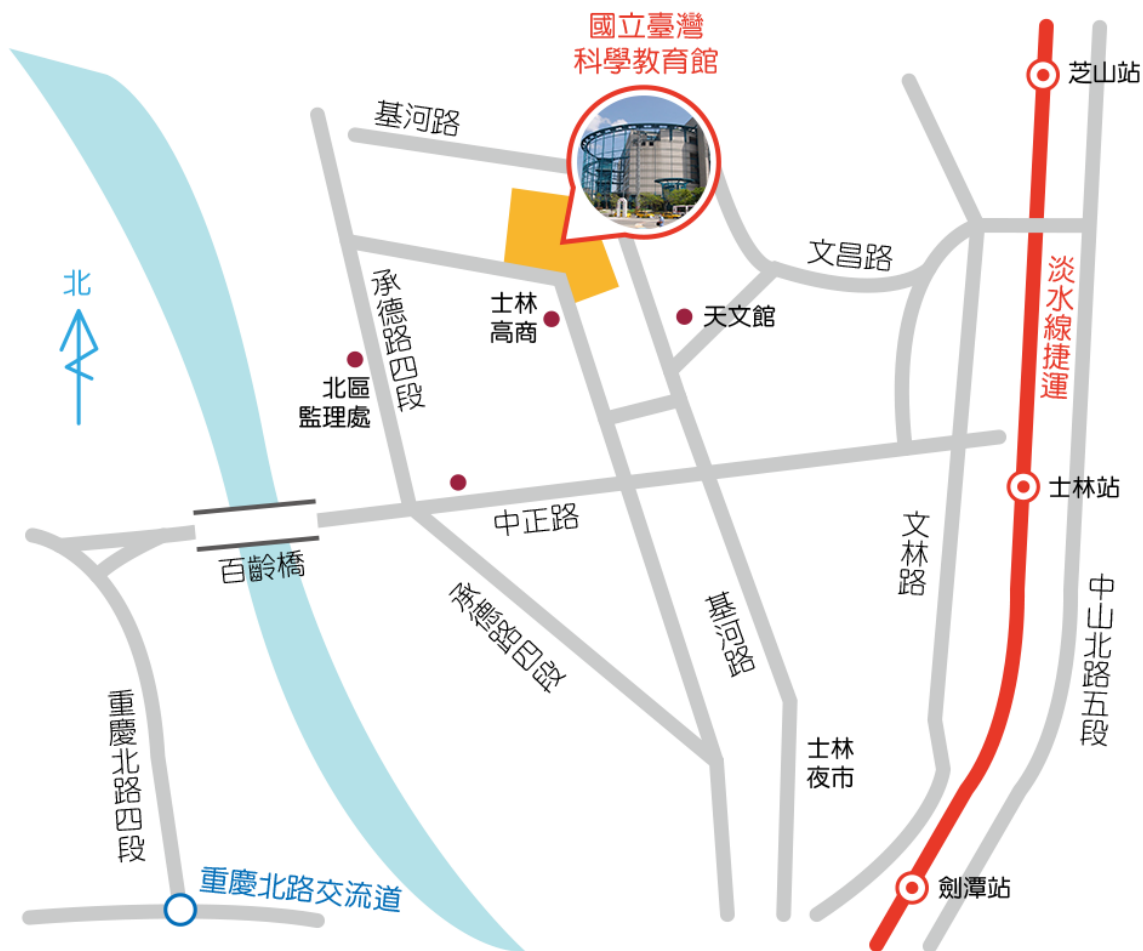 國立臺灣
科學教育館
芝山站
基河路
文昌路
北
承德路四段
士林
高商
天文館
淡水線捷運
北區
監理處
士林站
中正路
文林路
百齡橋
承德路四段
基河路
中山北路五段
重慶北路四段
士林
夜市
重慶北路交流道
劍潭站